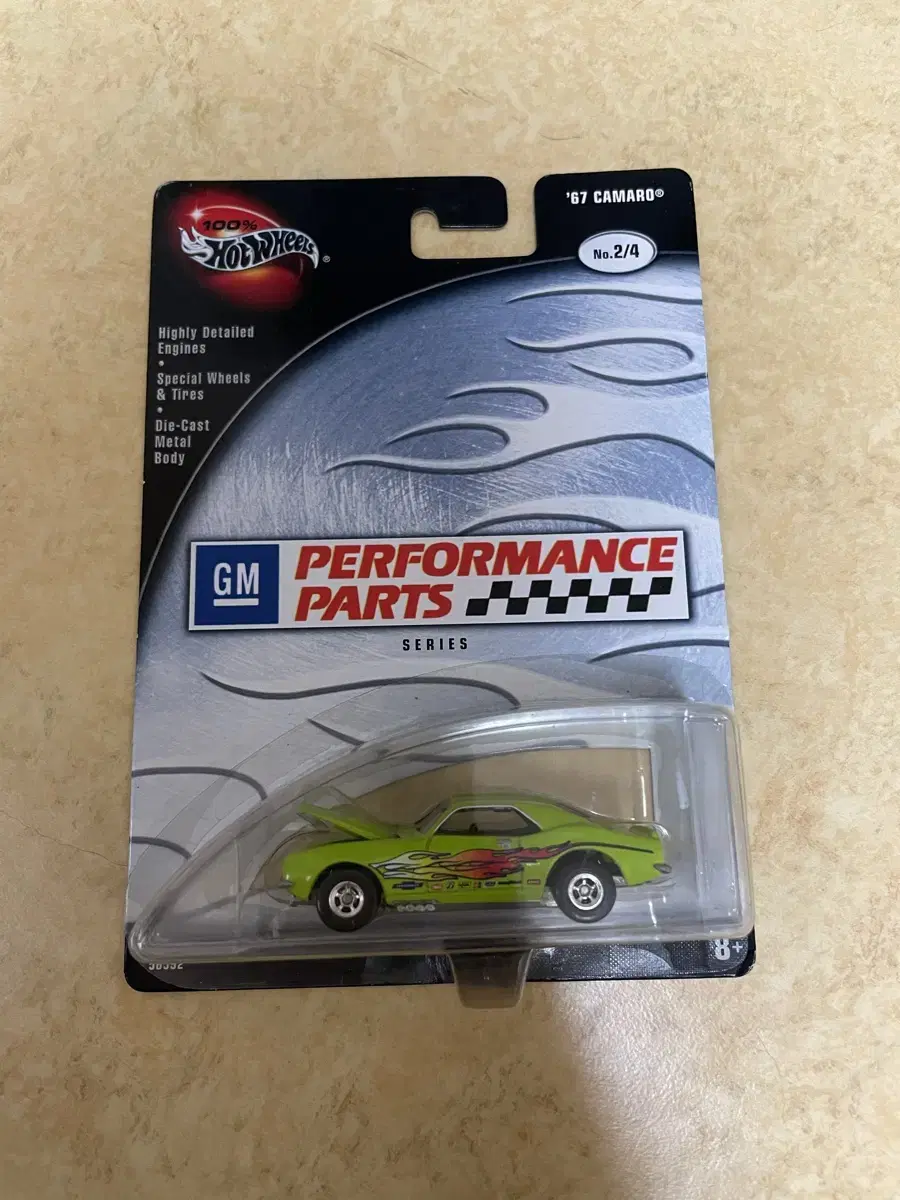 100%
Hot Wheels®
'67 CAMARO®
No.2/4
Highly Detailed
Engines
•
Special Wheels
& Tires
•
Die-Cast
Metal
Body
GM
PERFORMANCE
PARTS
SERIES
8+